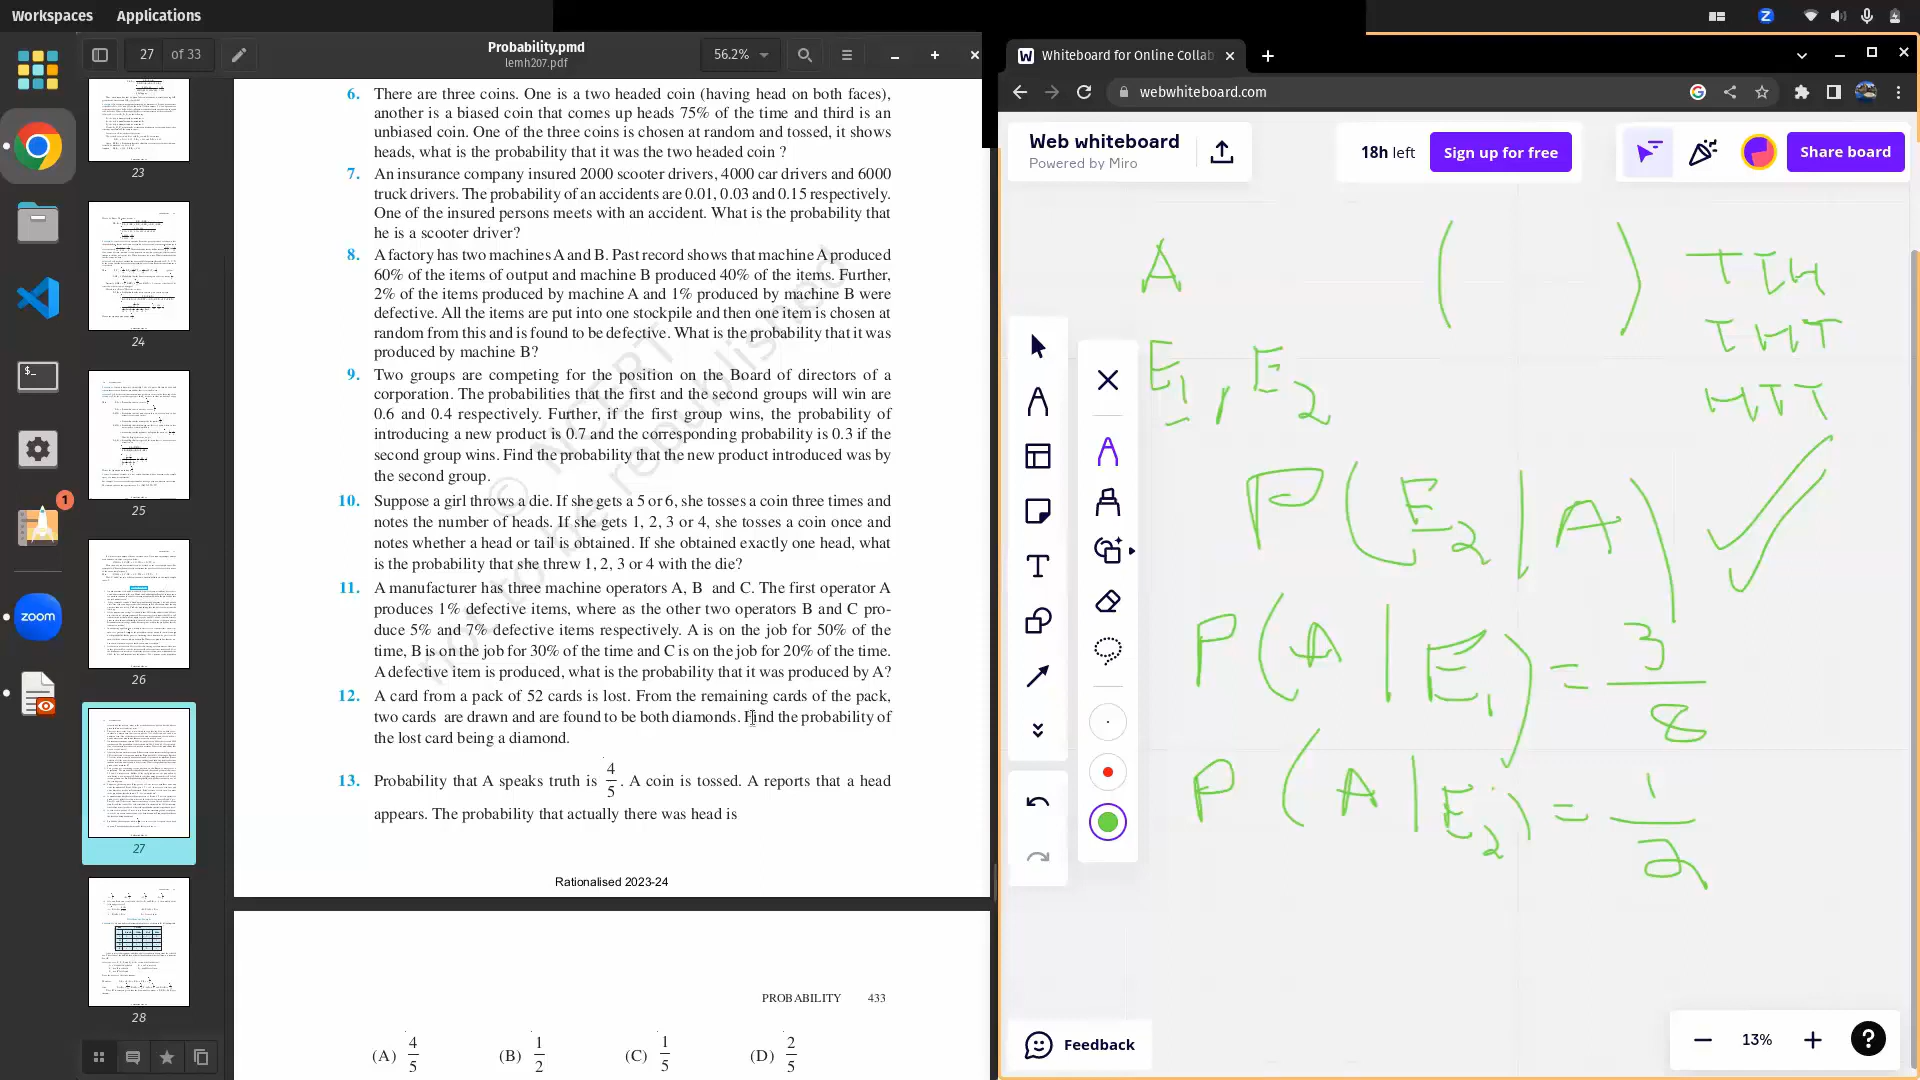 Workspaces Applications
27 of 33
Probability.pmd
lemh207.pdf
56.2%
23
24
25
26
27
28
6. There are three coins. One is a two headed coin (having head on both faces),
another is a biased coin that comes up heads 75% of the time and third is an
unbiased coin. One of the three coins is chosen at random and tossed, it shows
heads, what is the probability that it was the two headed coin ?
7. An insurance company insured 2000 scooter drivers, 4000 car drivers and 6000
truck drivers. The probability of an accidents are 0.01, 0.03 and 0.15 respectively.
One of the insured persons meets with an accident. What is the probability that
he is a scooter driver?
8. A factory has two machines A and B. Past record shows that machine A produced
60% of the items of output and machine B produced 40% of the items. Further,
2% of the items produced by machine A and 1% produced by machine B were
defective. All the items are put into one stockpile and then one item is chosen at
random from this and is found to be defective. What is the probability that it was
produced by machine B?
9. Two groups are competing for the position on the Board of directors of a
corporation. The probabilities that the first and the second groups will win are
0.6 and 0.4 respectively. Further, if the first group wins, the probability of
introducing a new product is 0.7 and the corresponding probability is 0.3 if the
second group wins. Find the probability that the new product introduced was by
the second group.
10. Suppose a girl throws a die. If she gets a 5 or 6, she tosses a coin three times and
notes the number of heads. If she gets 1, 2, 3 or 4, she tosses a coin once and
notes whether a head or tail is obtained. If she obtained exactly one head, what
is the probability that she threw 1, 2, 3 or 4 with the die?
11. A manufacturer has three machine operators A, B and C. The first operator A
produces 1% defective items, where as the other two operators B and C pro-
duce 5% and 7% defective items respectively. A is on the job for 50% of the
time, B is on the job for 30% of the time and C is on the job for 20% of the time.
A defective item is produced, what is the probability that it was produced by A?
12. A card from a pack of 52 cards is lost. From the remaining cards of the pack,
two cards are drawn and are found to be both diamonds. Find the probability of
the lost card being a diamond.
13. Probability that A speaks truth is 4/5. A coin is tossed. A reports that a head
appears. The probability that actually there was head is
© NCERT
not to be republished
Rationalised 2023-24
PROBABILITY 433
(A) 4/5 (B) 1/2 (C) 1/5 (D) 2/5
zoom
1
Whiteboard for Online Collab
webwhiteboard.com
Web whiteboard
Powered by Miro
18h left
Sign up for free
Share board
A ( ) TTH
THT
E1, E2
HTT
P(E2|A)
P(A|E1) = 3/8
P(A|E2) = 1/2
Feedback
13%